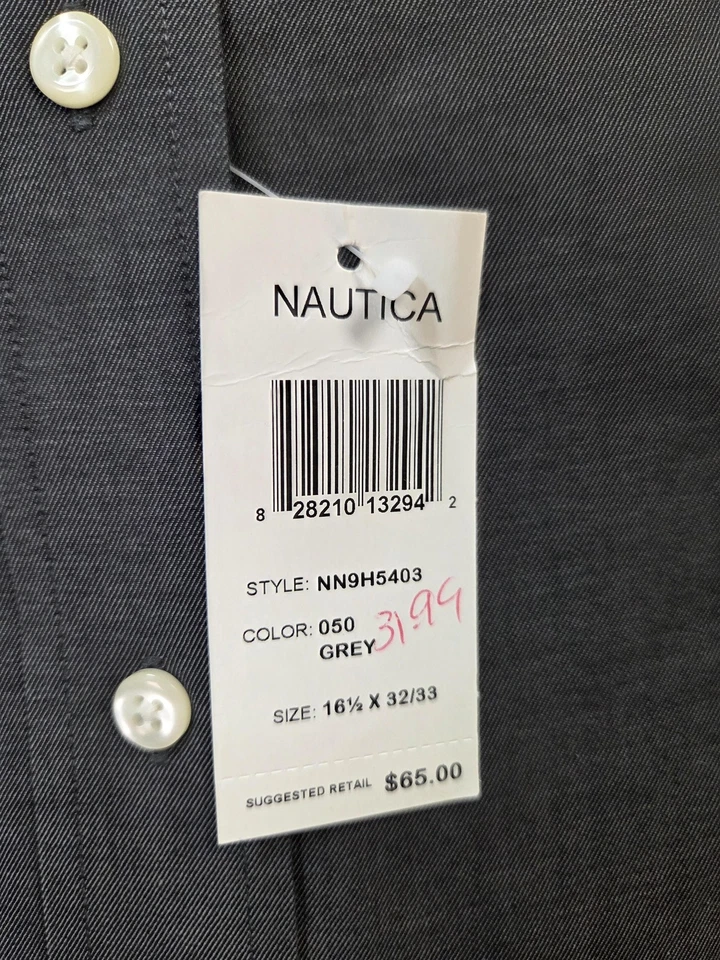 NAUTICA
8 28210 13294 2
STYLE: NN9H5403
COLOR: 050
GREY
31.99
SIZE: 16½ X 32/33
SUGGESTED RETAIL $65.00